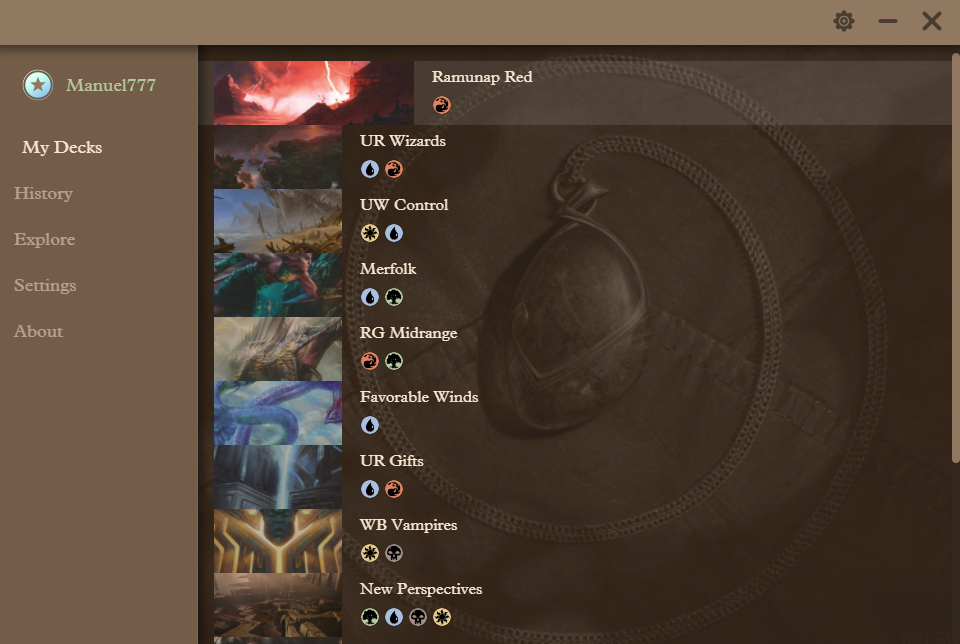 Manuel777
My Decks
History
Explore
Settings
About
Ramunap Red
UR Wizards
UW Control
Merfolk
RG Midrange
Favorable Winds
UR Gifts
WB Vampires
New Perspectives